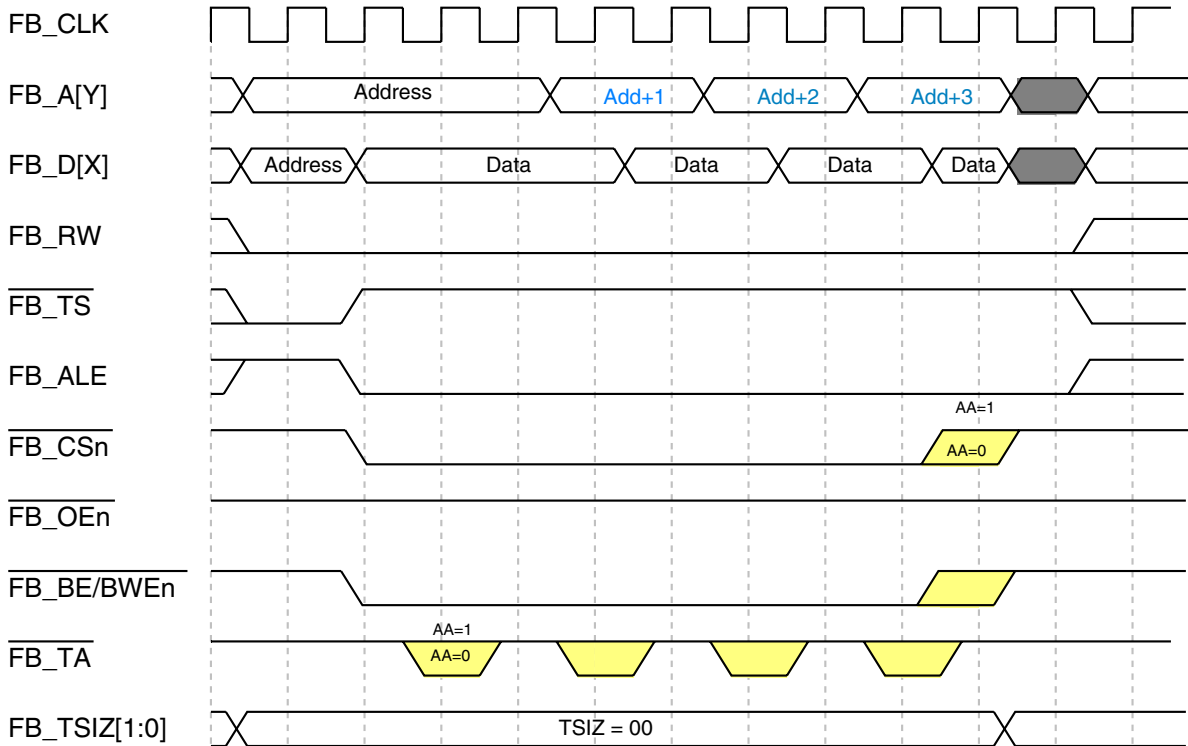 FB_CLK
FB_A[Y] Address Add+1 Add+2 Add+3
FB_D[X] Address Data Data Data Data
FB_RW
FB_TS
FB_ALE
AA=1
FB_CSn AA=0
FB_OEn
FB_BE/BWEn
AA=1
FB_TA AA=0
FB_TSIZ[1:0] TSIZ = 00